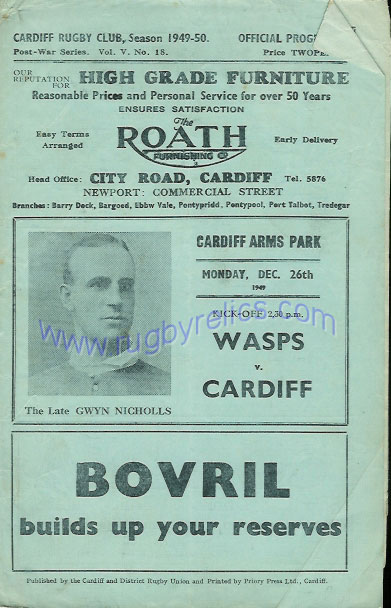 CARDIFF RUGBY CLUB, Season 1949-50. OFFICIAL
Post-War Series. Vol. V. No. 18. Price
OUR REPUTATION FOR HIGH GRADE FURNITURE
Reasonable Prices and Personal Service for over 50 Years
ENSURES SATISFACTION
The
Easy Terms Arranged ROATH Early Delivery
FURNISHING CO
Head Office: CITY ROAD, CARDIFF Tel. 5876
NEWPORT: COMMERCIAL STREET
Branches: Barry Dock, Bargoed, Ebbw Vale, Pontypridd, Pontypool, Port Talbot, Tredegar
CARDIFF ARMS PARK
MONDAY, DEC. 26th
1949
KICK-OFF 2.30 p.m.
www.rugbyrelics.com
WASPS
v.
CARDIFF
The Late GWYN NICHOLLS
BOVRIL
builds up your reserves
Published by the Cardiff and District Rugby Union and Printed by Priory Press Ltd., Cardiff.